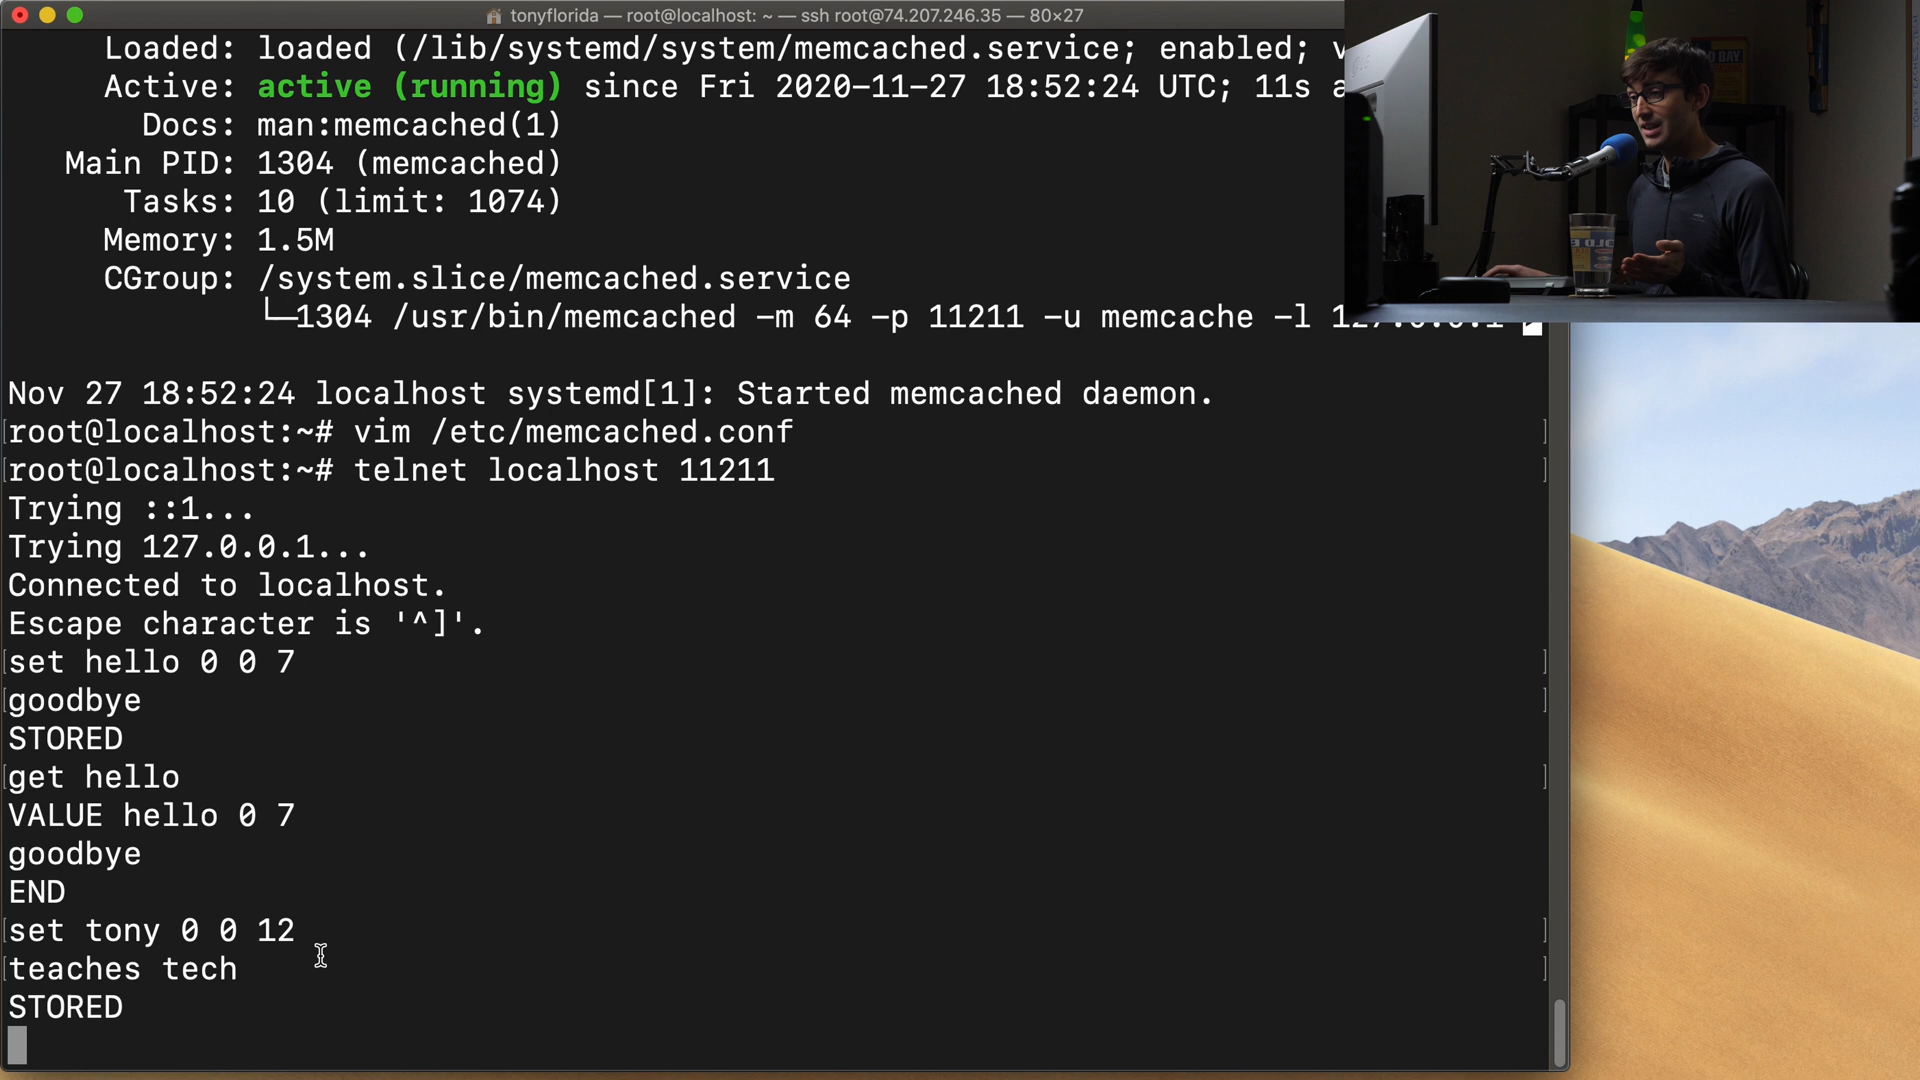 tonyflorida — root@localhost: ~ — ssh root@74.207.246.35 — 80×27
Loaded: loaded (/lib/systemd/system/memcached.service; enabled; v
Active: active (running) since Fri 2020-11-27 18:52:24 UTC; 11s a
Docs: man:memcached(1)
Main PID: 1304 (memcached)
Tasks: 10 (limit: 1074)
Memory: 1.5M
CGroup: /system.slice/memcached.service
└─1304 /usr/bin/memcached -m 64 -p 11211 -u memcache -l 127.0.0.1
Nov 27 18:52:24 localhost systemd[1]: Started memcached daemon.
[root@localhost:~# vim /etc/memcached.conf ]
[root@localhost:~# telnet localhost 11211 ]
Trying ::1...
Trying 127.0.0.1...
Connected to localhost.
Escape character is '^]'.
[set hello 0 0 7 ]
[goodbye ]
STORED
[get hello ]
VALUE hello 0 7
goodbye
END
[set tony 0 0 12 ]
[teaches tech ]
STORED